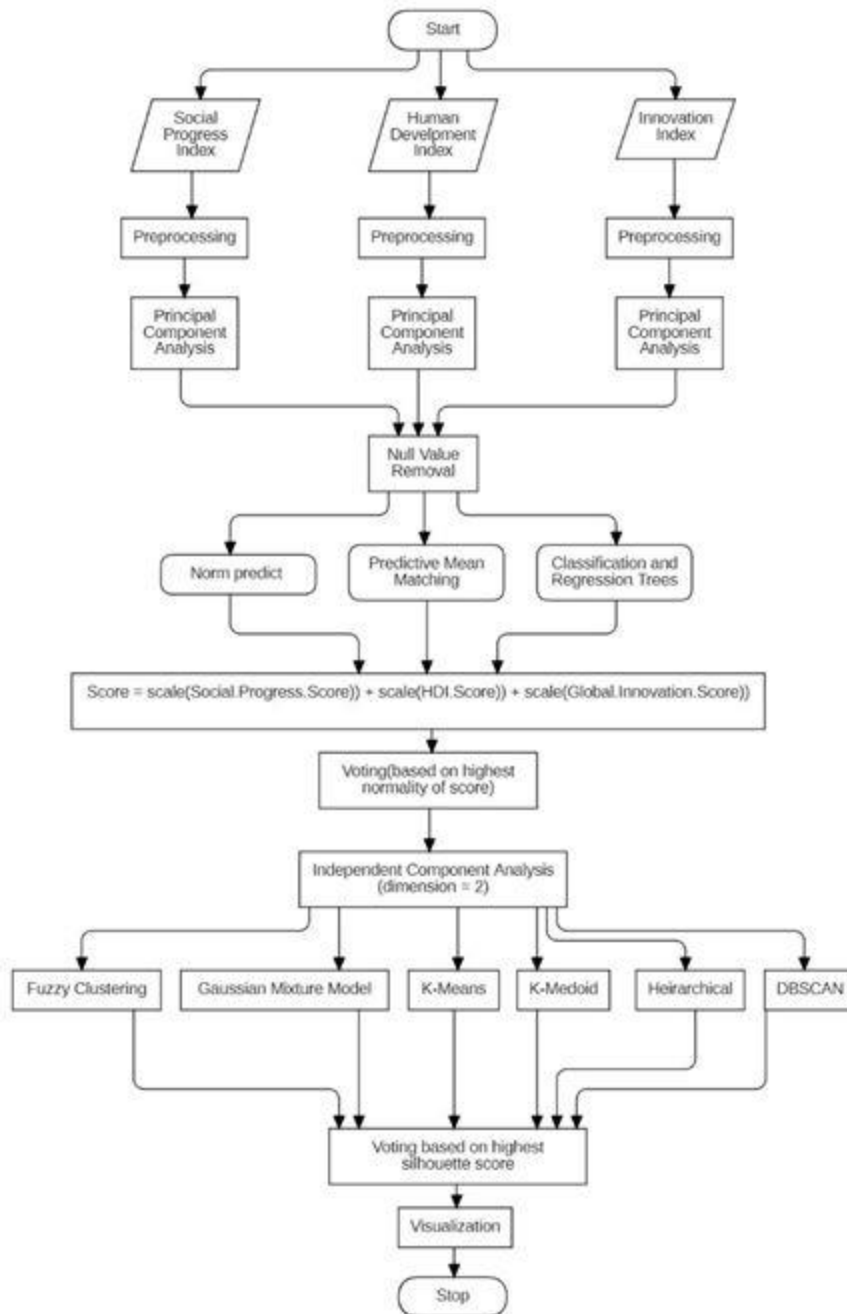 Start
Social
Progress
Index
Human
Develpment
Index
Innovation
Index
Preprocessing
Preprocessing
Preprocessing
Principal
Component
Analysis
Principal
Component
Analysis
Principal
Component
Analysis
Null Value
Removal
Norm predict
Predictive Mean
Matching
Classification and
Regression Trees
Score = scale(Social.Progress.Score)) + scale(HDI.Score)) + scale(Global.Innovation.Score))
Voting(based on highest
normality of score)
Independent Component Analysis
(dimension = 2)
Fuzzy Clustering
Gaussian Mixture Model
K-Means
K-Medoid
Heirarchical
DBSCAN
Voting based on highest
silhouette score
Visualization
Stop